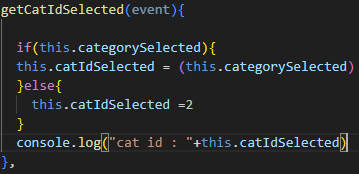 getCatIdSelected(event){
if(this.categorySelected){
this.catIdSelected = (this.categorySelected)
}else{
this.catIdSelected =2
}
console.log("cat id : "+this.catIdSelected)
},